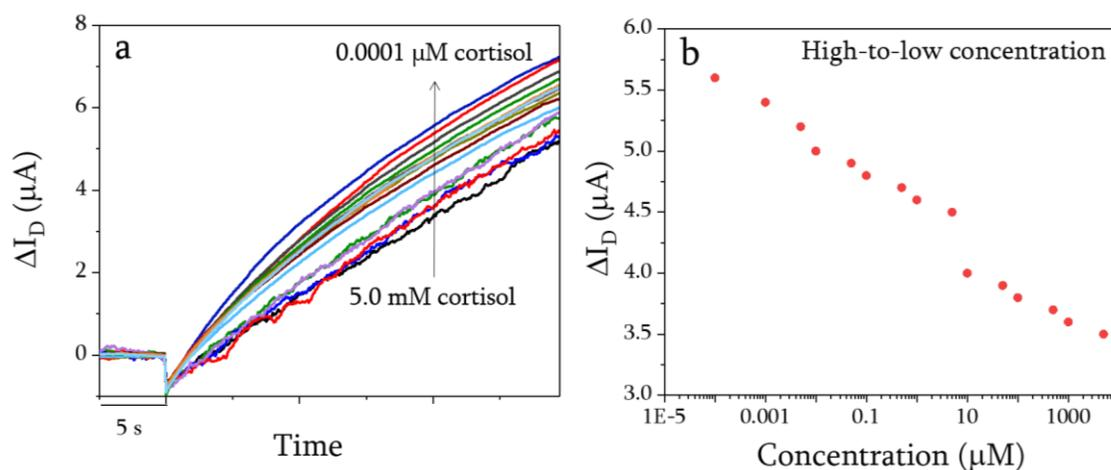 a
0.0001 μM cortisol
5.0 mM cortisol
8
6
4
2
0
ΔI_D (μA)
5 s
Time
b
High-to-low concentration
6.0
5.5
5.0
4.5
4.0
3.5
3.0
ΔI_D (μA)
1E-5 0.001 0.1 10 1000
Concentration (μM)